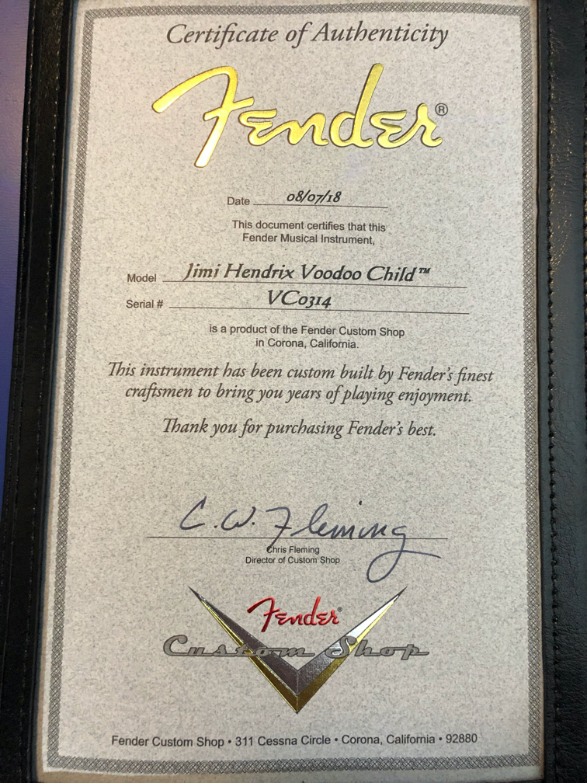 Certificate of Authenticity
Fender®
Date 08/07/18
This document certifies that this
Fender Musical Instrument,
Model Jimi Hendrix Voodoo Child™
Serial # VC0314
is a product of the Fender Custom Shop
in Corona, California.
This instrument has been custom built by Fender's finest
craftsmen to bring you years of playing enjoyment.
Thank you for purchasing Fender's best.
C.W. Fleming
Chris Fleming
Director of Custom Shop
Fender®
Custom Shop
Fender Custom Shop • 311 Cessna Circle • Corona, California • 92880